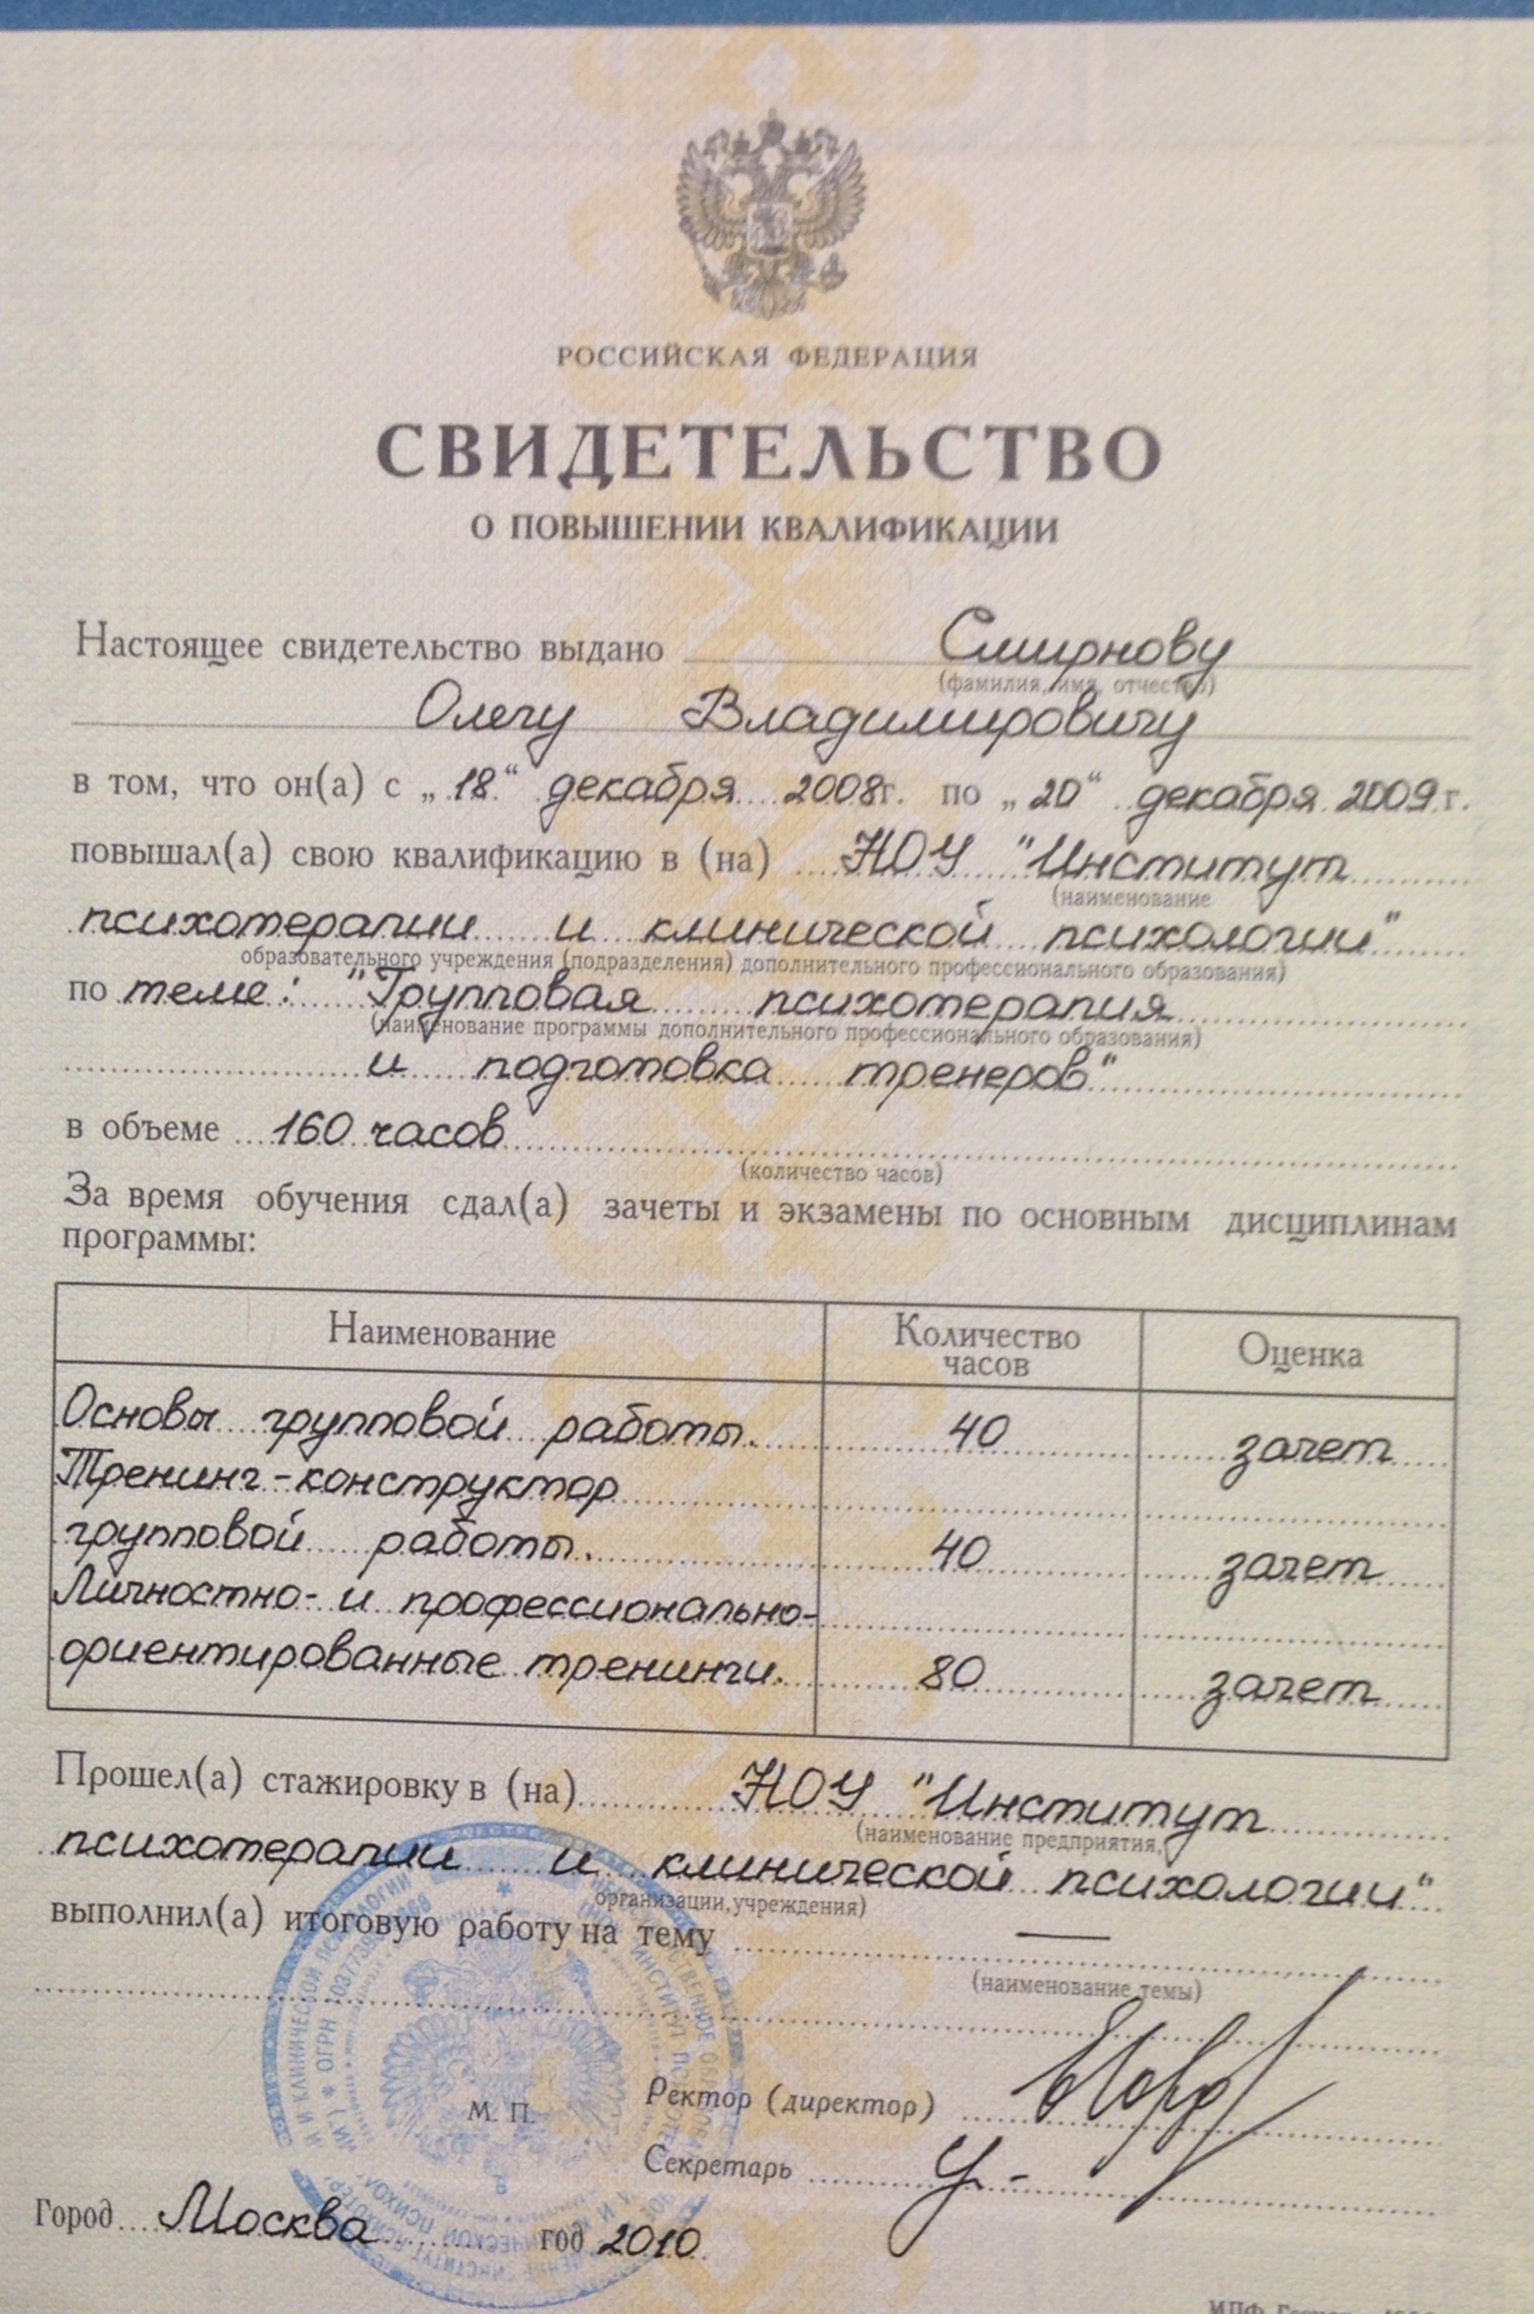 РОССИЙСКАЯ ФЕДЕРАЦИЯ
СВИДЕТЕЛЬСТВО
О ПОВЫШЕНИИ КВАЛИФИКАЦИИ
Настоящее свидетельство выдано Смирнову
(фамилия, имя, отчество)
Олегу Владимировичу
в том, что он(а) с „18“ декабря 2008г. по „20“ декабря 2009г.
повышал(а) свою квалификацию в (на) НОУ "Институт
(наименование
психотерапии и клинической психологии"
образовательного учреждения (подразделения) дополнительного профессионального образования)
по теме: "Групповая психотерапия
(наименование программы дополнительного профессионального образования)
и подготовка тренеров"
в объеме 160 часов
(количество часов)
За время обучения сдал(а) зачеты и экзамены по основным дисциплинам
программы:
Наименование Количество часов Оценка
Основы групповой работы. 40 зачет
Тренинг-конструктор
групповой работы. 40 зачет
Личностно- и профессионально-
ориентированные тренинги. 80 зачет
Прошел(а) стажировку в (на) НОУ "Институт
(наименование предприятия,
психотерапии и клинической психологии"
организации, учреждения)
выполнил(а) итоговую работу на тему —
(наименование темы)
М. П.
Ректор (директор)
Секретарь
Город Москва год 2010